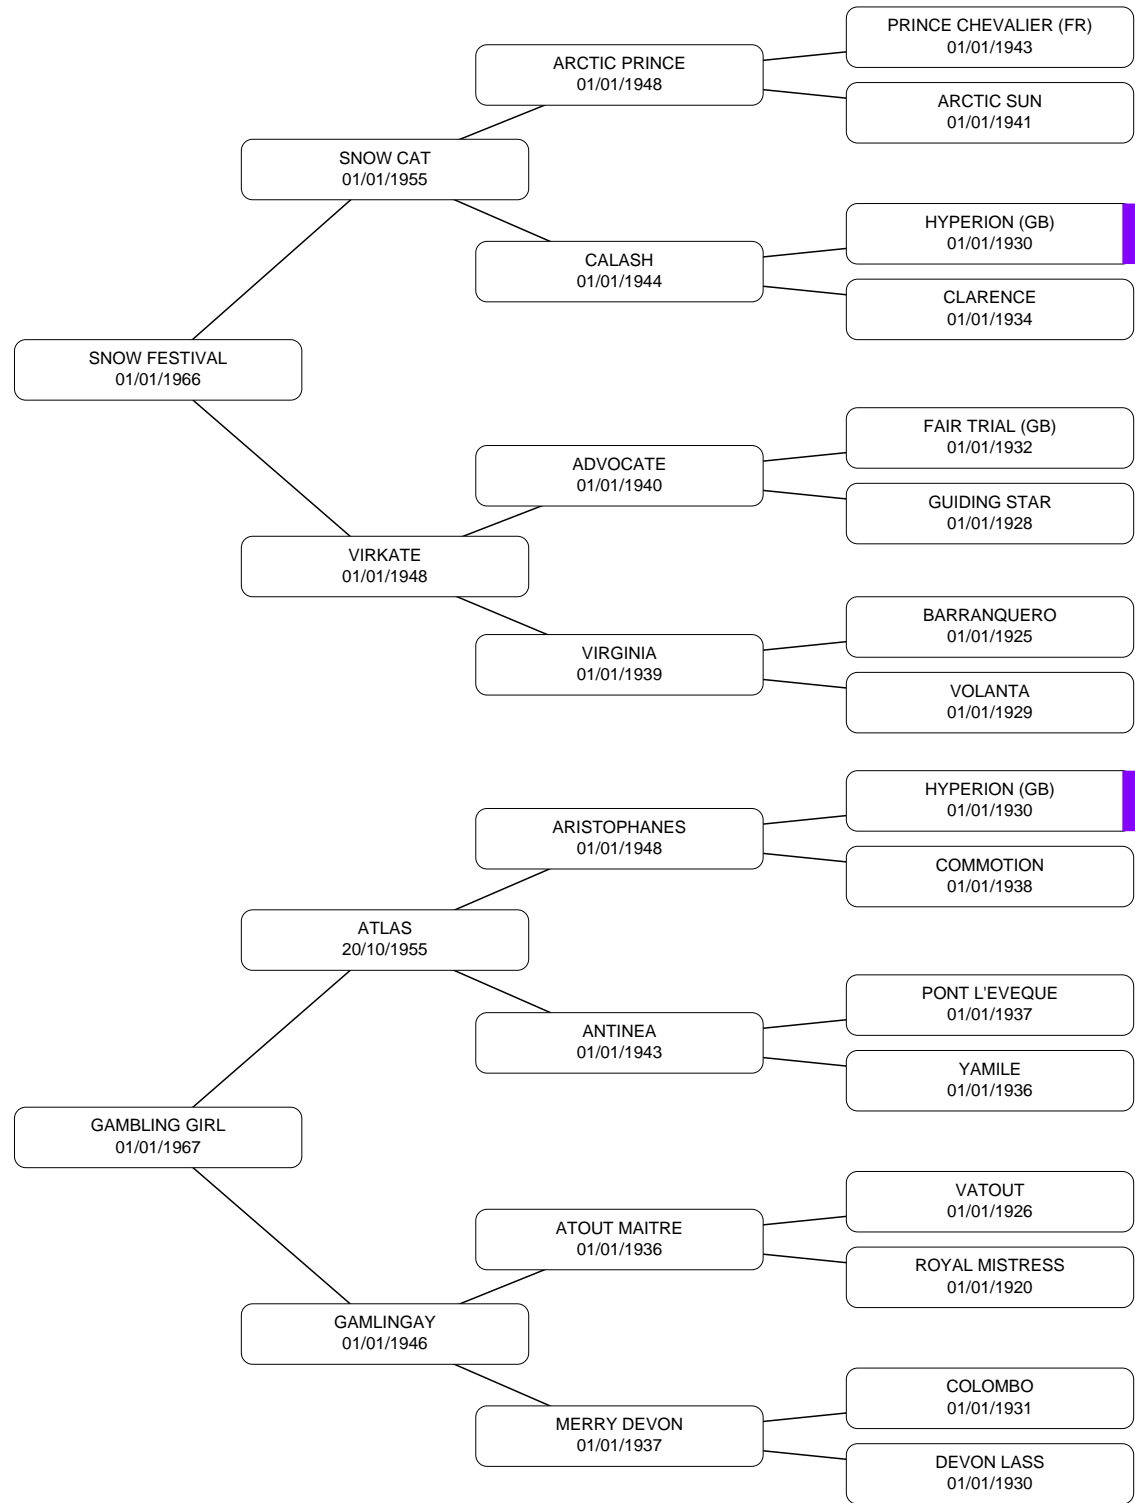 PRINCE CHEVALIER (FR)
01/01/1943
ARCTIC PRINCE
01/01/1948
ARCTIC SUN
01/01/1941
SNOW CAT
01/01/1955
HYPERION (GB)
01/01/1930
CALASH
01/01/1944
CLARENCE
01/01/1934
SNOW FESTIVAL
01/01/1966
FAIR TRIAL (GB)
01/01/1932
ADVOCATE
01/01/1940
GUIDING STAR
01/01/1928
VIRKATE
01/01/1948
BARRANQUERO
01/01/1925
VIRGINIA
01/01/1939
VOLANTA
01/01/1929
HYPERION (GB)
01/01/1930
ARISTOPHANES
01/01/1948
COMMOTION
01/01/1938
ATLAS
20/10/1955
PONT L'EVEQUE
01/01/1937
ANTINEA
01/01/1943
YAMILE
01/01/1936
GAMBLING GIRL
01/01/1967
VATOUT
01/01/1926
ATOUT MAITRE
01/01/1936
ROYAL MISTRESS
01/01/1920
GAMLINGAY
01/01/1946
COLOMBO
01/01/1931
MERRY DEVON
01/01/1937
DEVON LASS
01/01/1930